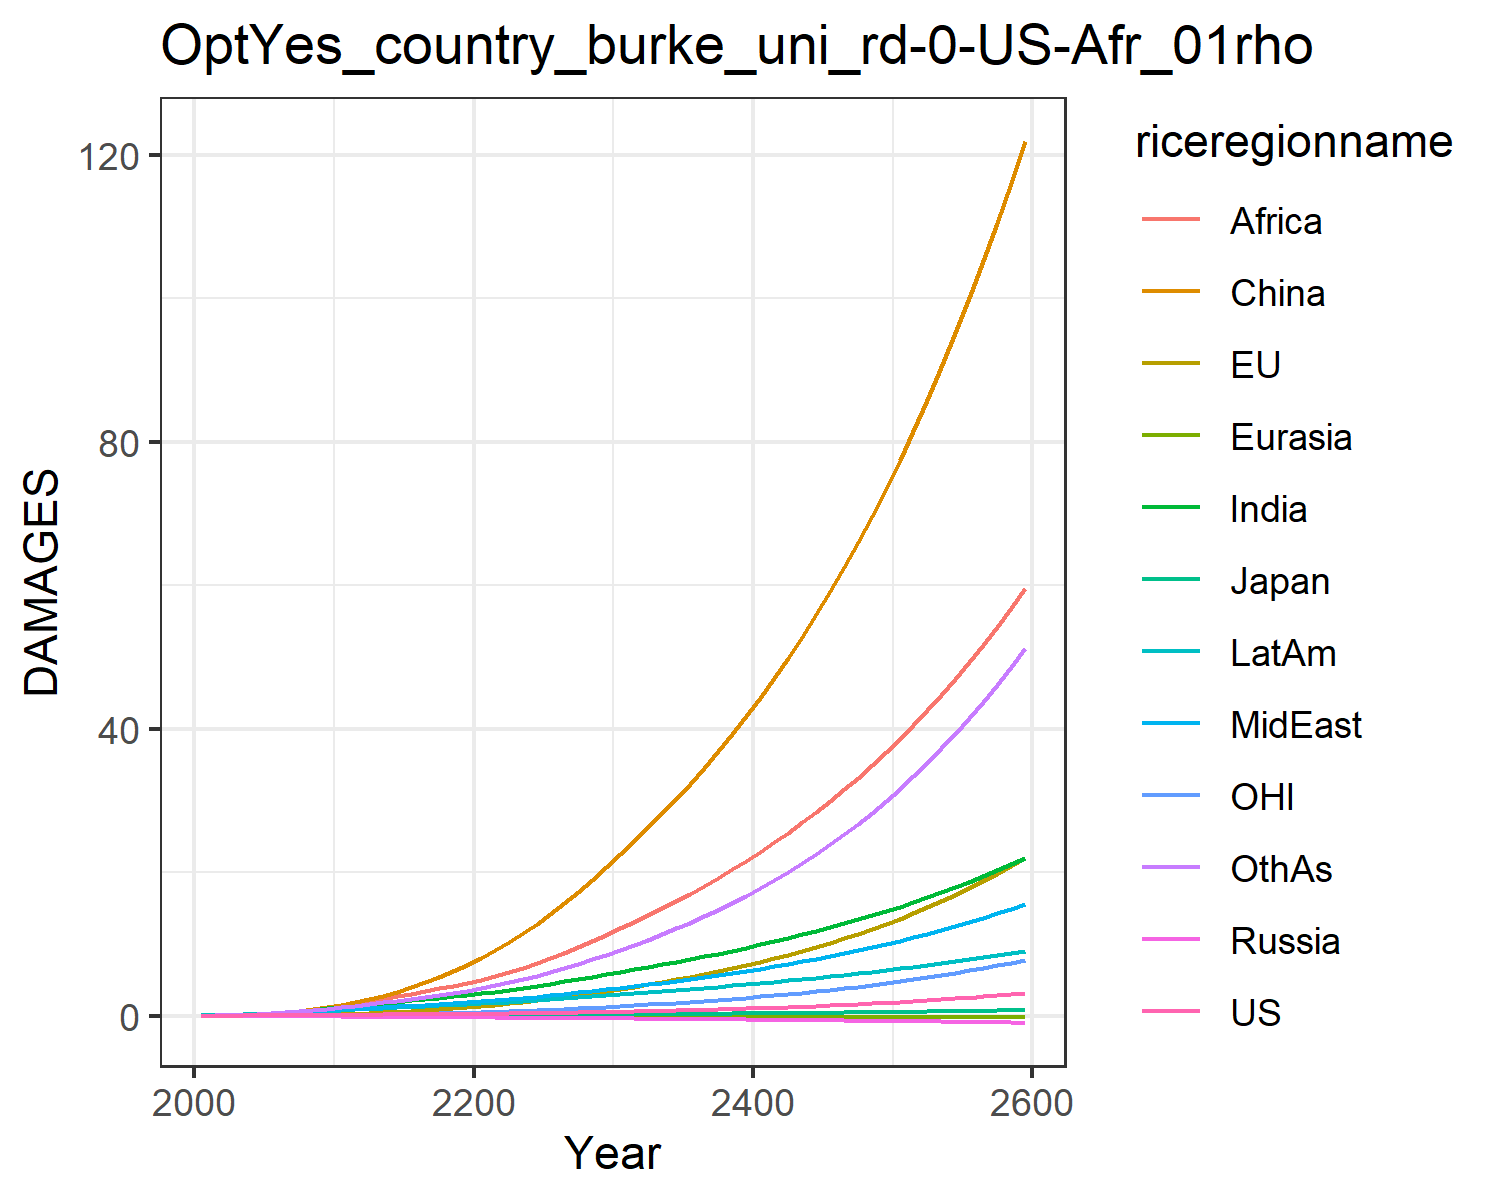 OptYes_country_burke_uni_rd-0-US-Afr_01rho
120
80
40
0
DAMAGES
2000
2200
2400
2600
Year
riceregionname
Africa
China
EU
Eurasia
India
Japan
LatAm
MidEast
OHI
OthAs
Russia
US